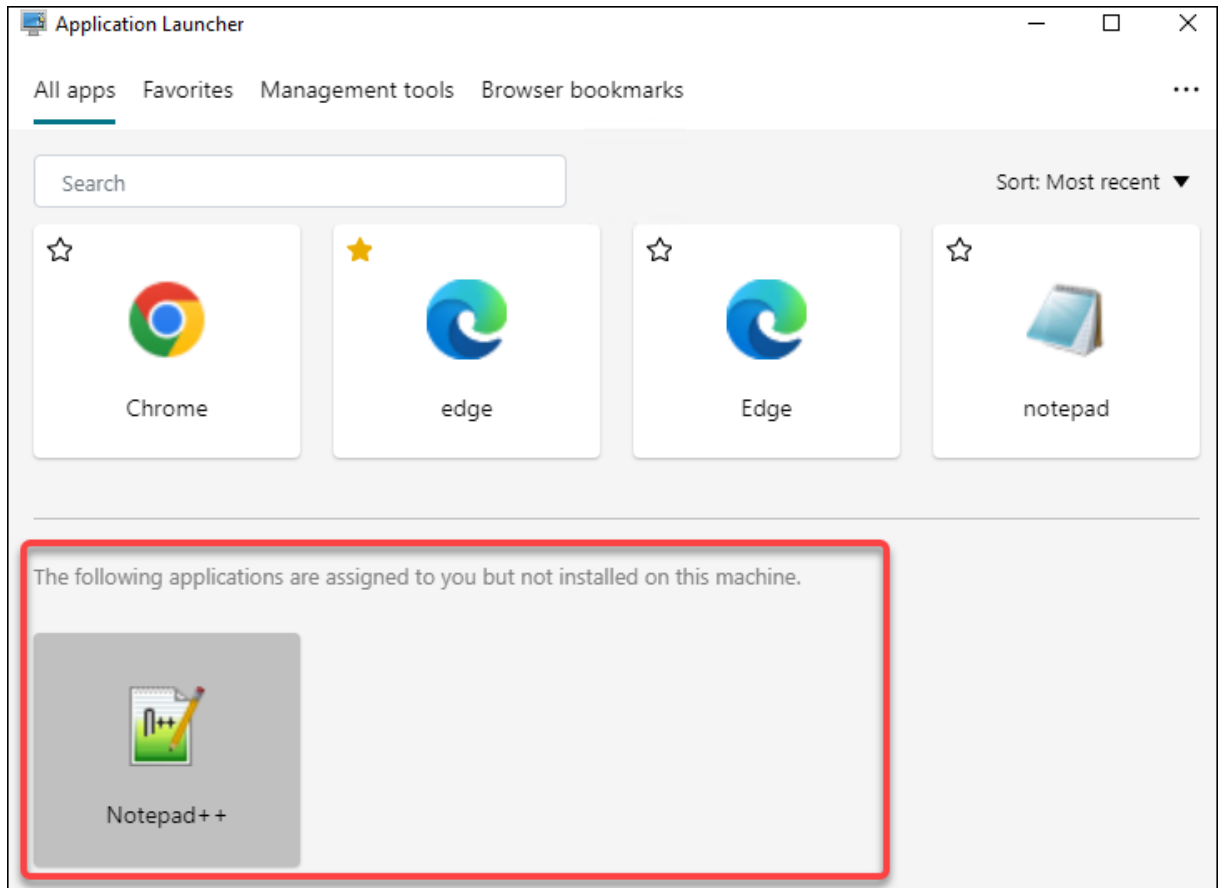 Application Launcher
All apps Favorites Management tools Browser bookmarks
Search
Sort: Most recent
Chrome
edge
Edge
notepad
The following applications are assigned to you but not installed on this machine.
n++
Notepad++